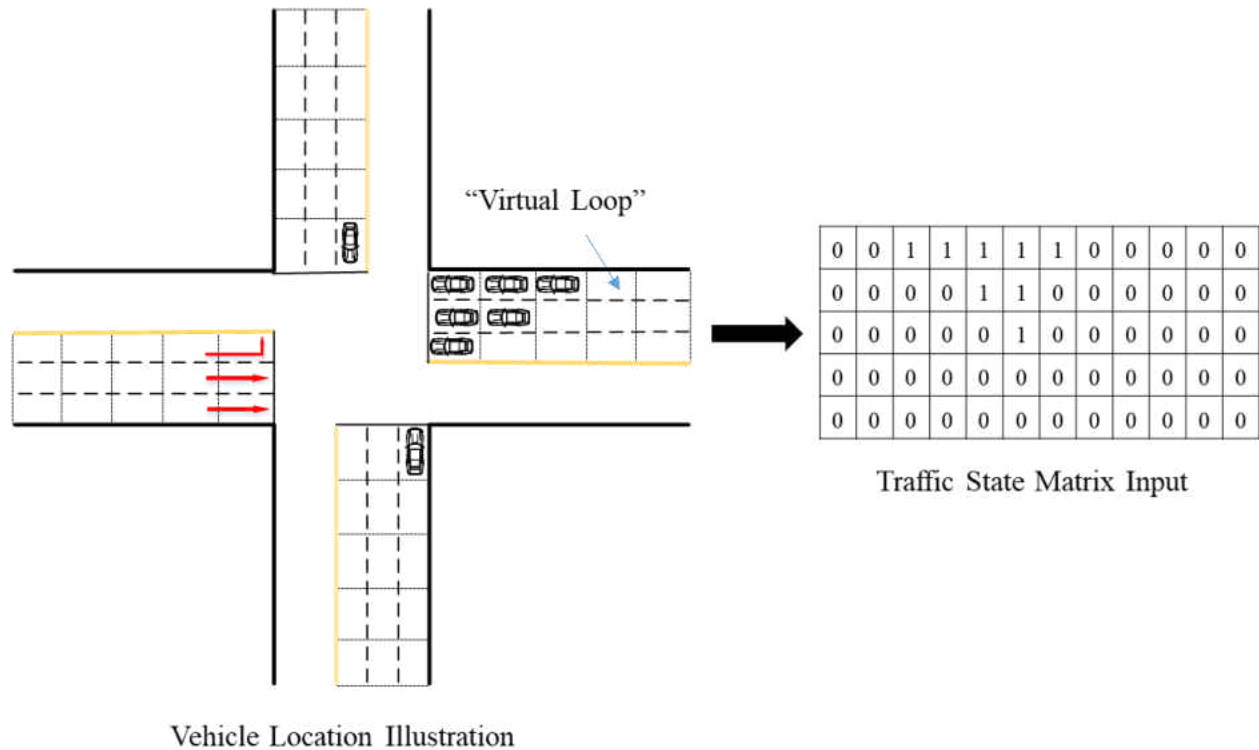 “Virtual Loop”
0 0 1 1 1 1 1 0 0 0 0 0
0 0 0 0 1 1 0 0 0 0 0 0
0 0 0 0 0 1 0 0 0 0 0 0
0 0 0 0 0 0 0 0 0 0 0 0
0 0 0 0 0 0 0 0 0 0 0 0
Traffic State Matrix Input
Vehicle Location Illustration